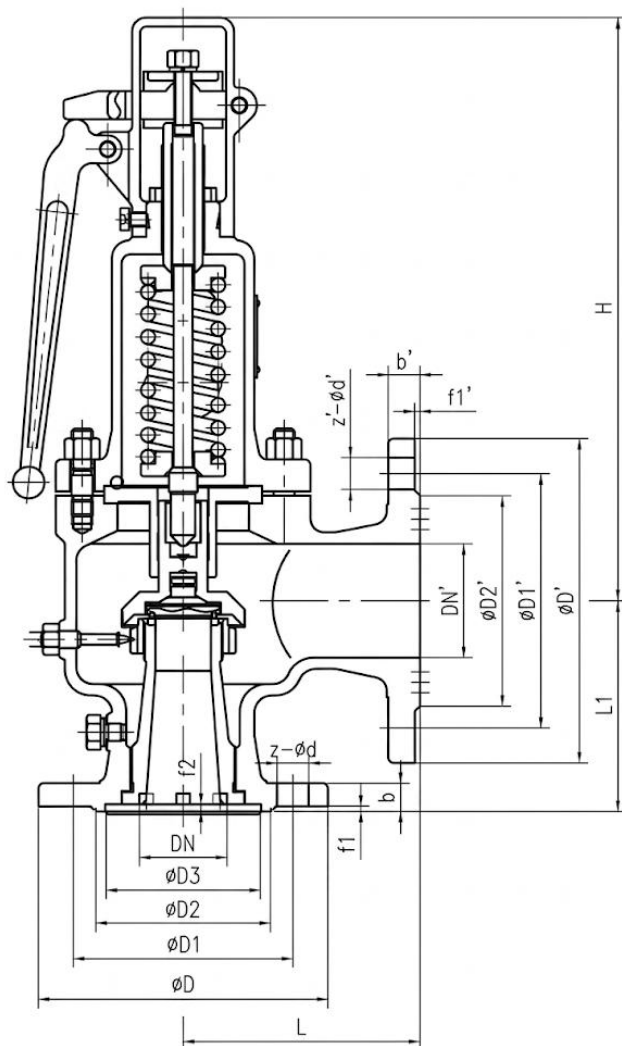 H
b'
f1'
z'-ød'
DN'
øD2'
øD1'
øD'
L1
z-ød
f2
b
f1
DN
øD3
øD2
øD1
øD
L